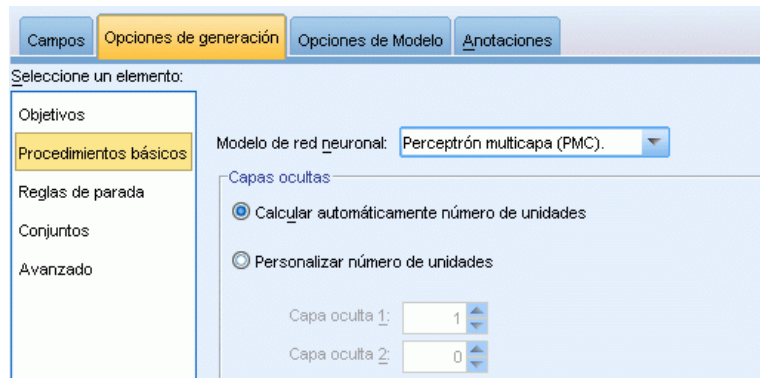 Campos Opciones de generación Opciones de Modelo Anotaciones
Seleccione un elemento:
Objetivos
Procedimientos básicos
Reglas de parada
Conjuntos
Avanzado
Modelo de red neuronal: Perceptrón multicapa (PMC).
Capas ocultas
Calcular automáticamente número de unidades
Personalizar número de unidades
Capa oculta 1: 1
Capa oculta 2: 0